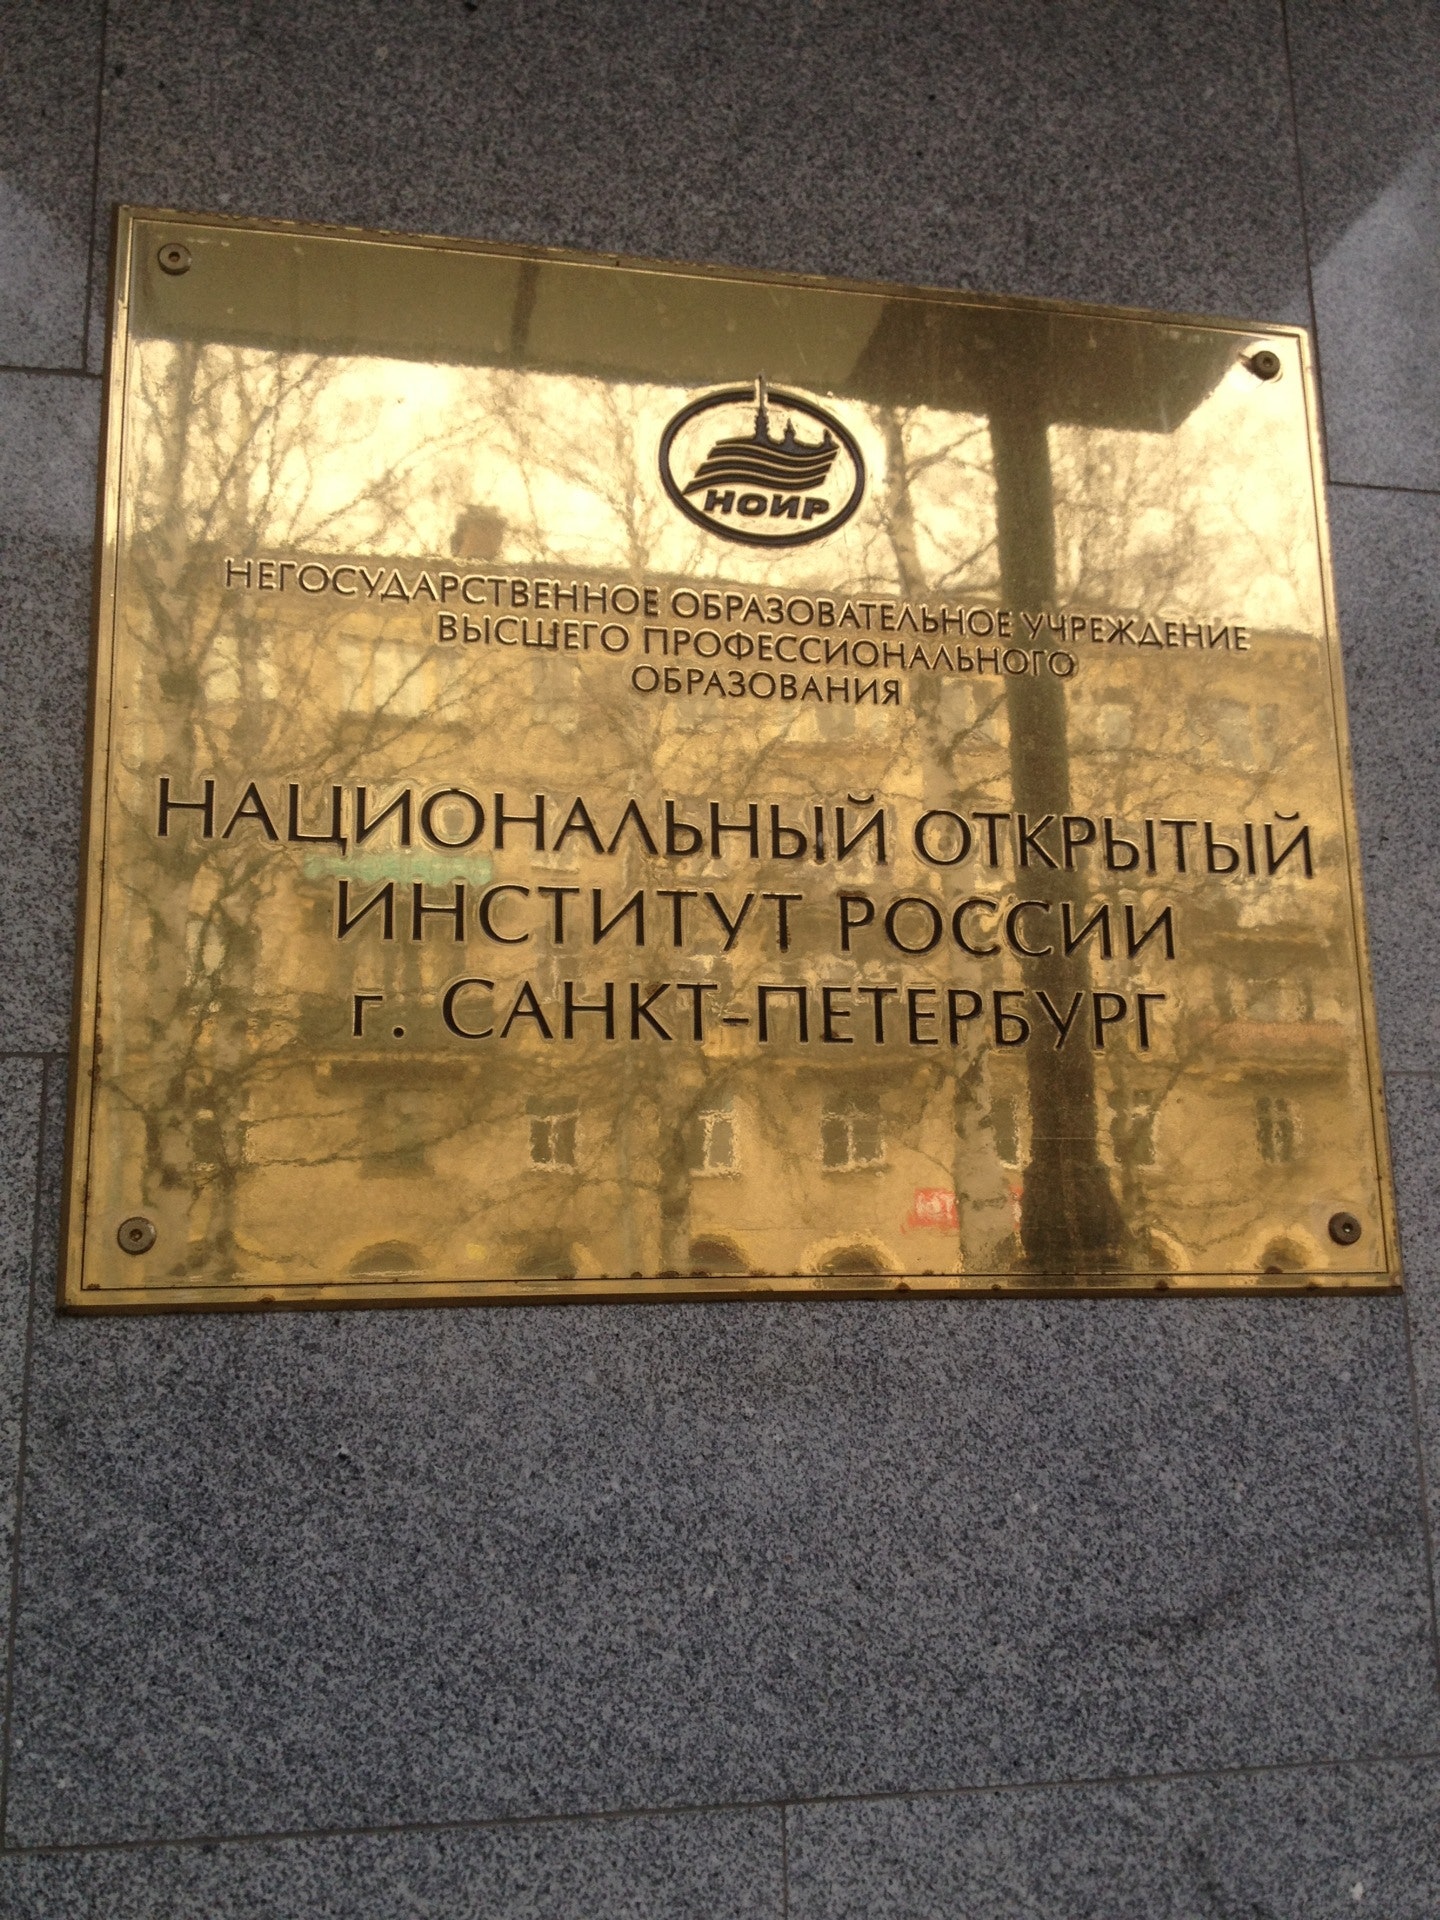 НОИР
НЕГОСУДАРСТВЕННОЕ ОБРАЗОВАТЕЛЬНОЕ УЧРЕЖДЕНИЕ
ВЫСШЕГО ПРОФЕССИОНАЛЬНОГО
ОБРАЗОВАНИЯ
НАЦИОНАЛЬНЫЙ ОТКРЫТЫЙ
ИНСТИТУТ РОССИИ
г. САНКТ-ПЕТЕРБУРГ